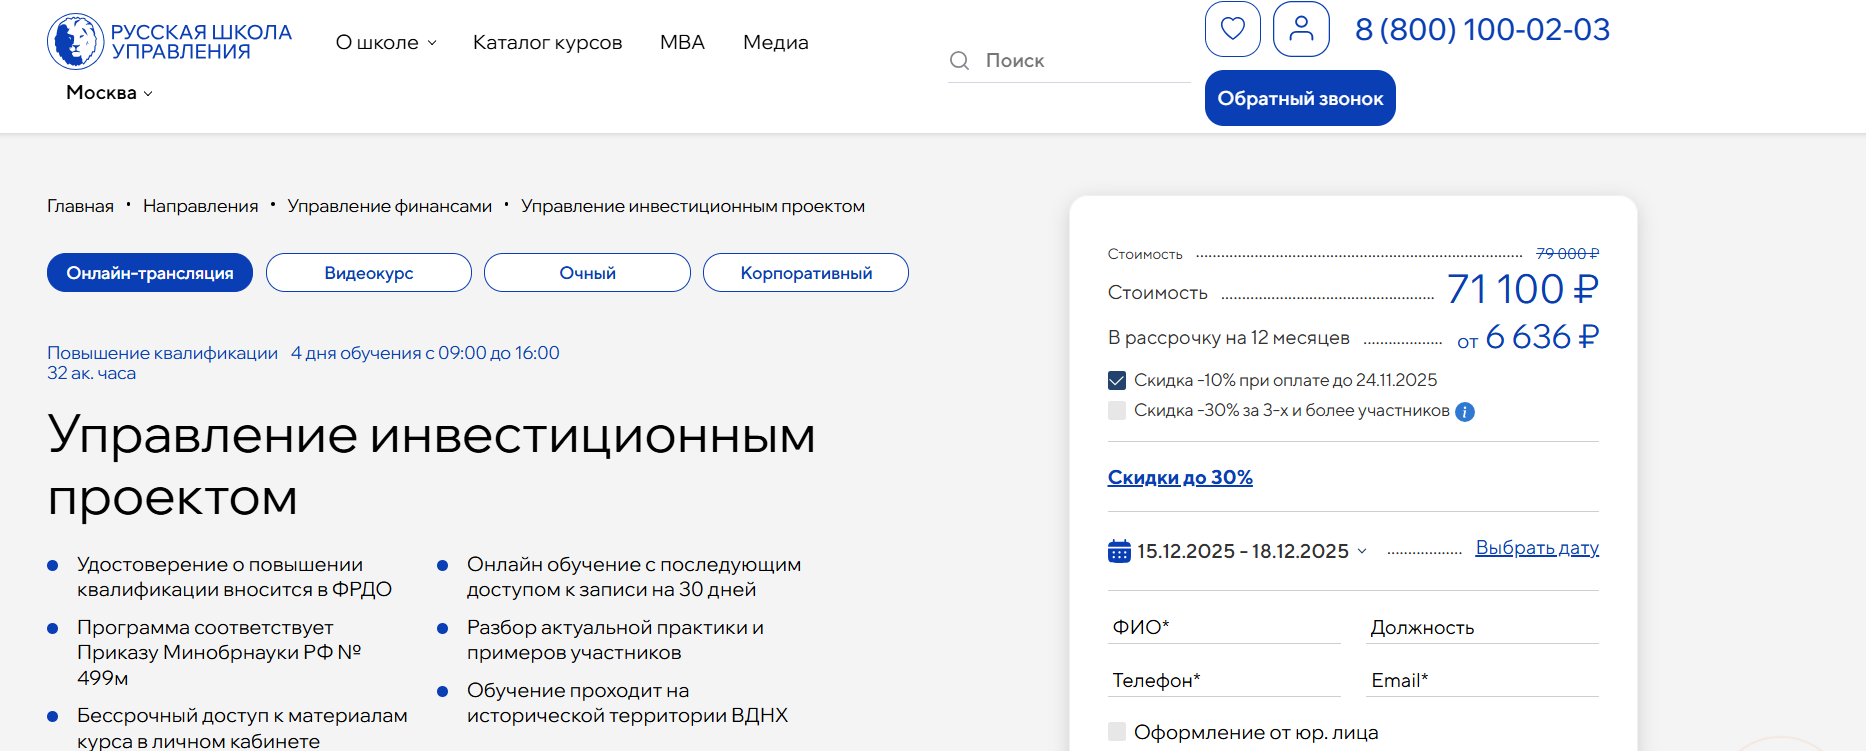 РУССКАЯ ШКОЛА
УПРАВЛЕНИЯ
О школе
Каталог курсов
MBA
Медиа
Поиск
8 (800) 100-02-03
Москва
Обратный звонок
Главная • Направления • Управление финансами • Управление инвестиционным проектом
Онлайн-трансляция
Видеокурс
Очный
Корпоративный
Повышение квалификации 4 дня обучения с 09:00 до 16:00
32 ак. часа
Управление инвестиционным
проектом
Удостоверение о повышении
квалификации вносится в ФРДО
Программа соответствует
Приказу Минобрнауки РФ №
499м
Бессрочный доступ к материалам
курса в личном кабинете
Онлайн обучение с последующим
доступом к записи на 30 дней
Разбор актуальной практики и
примеров участников
Обучение проходит на
исторической территории ВДНХ
Стоимость 79 000 ₽
Стоимость 71 100 ₽
В рассрочку на 12 месяцев от 6 636 ₽
Скидка -10% при оплате до 24.11.2025
Скидка -30% за 3-х и более участников i
Скидки до 30%
15.12.2025 - 18.12.2025 Выбрать дату
ФИО* Должность
Телефон* Email*
Оформление от юр. лица